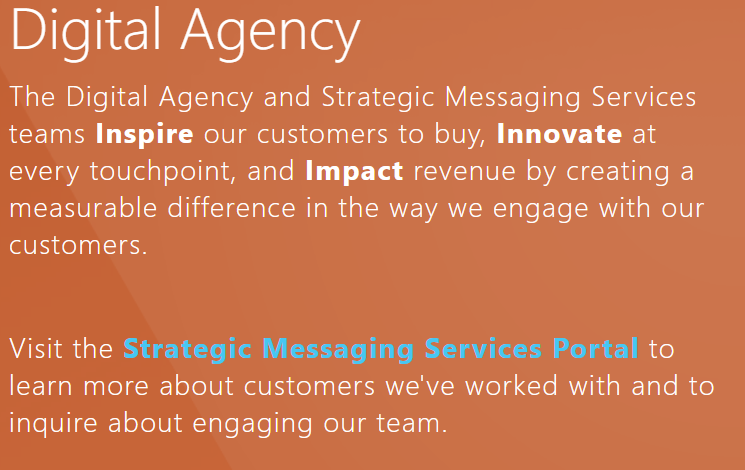 Digital Agency
The Digital Agency and Strategic Messaging Services
teams Inspire our customers to buy, Innovate at
every touchpoint, and Impact revenue by creating a
measurable difference in the way we engage with our
customers.
Visit the Strategic Messaging Services Portal to
learn more about customers we've worked with and to
inquire about engaging our team.